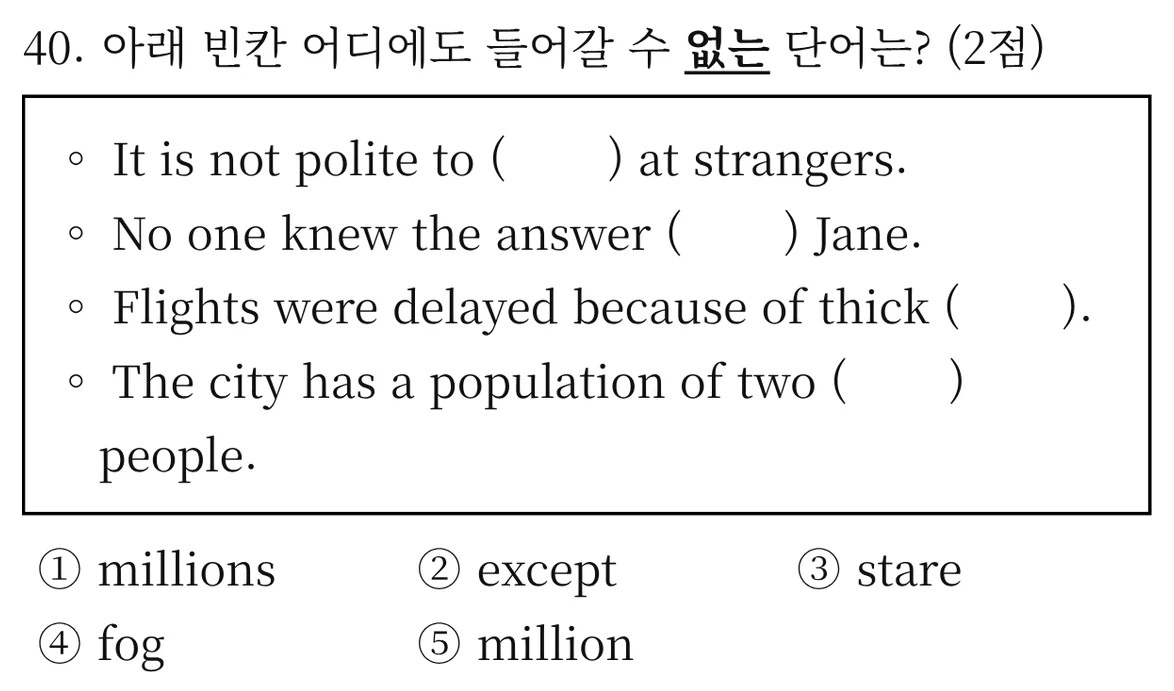 40. 아래 빈칸 어디에도 들어갈 수 없는 단어는? (2점)
◦ It is not polite to (          ) at strangers.
◦ No one knew the answer (          ) Jane.
◦ Flights were delayed because of thick (          ).
◦ The city has a population of two (          )
people.
① millions ② except ③ stare
④ fog ⑤ million